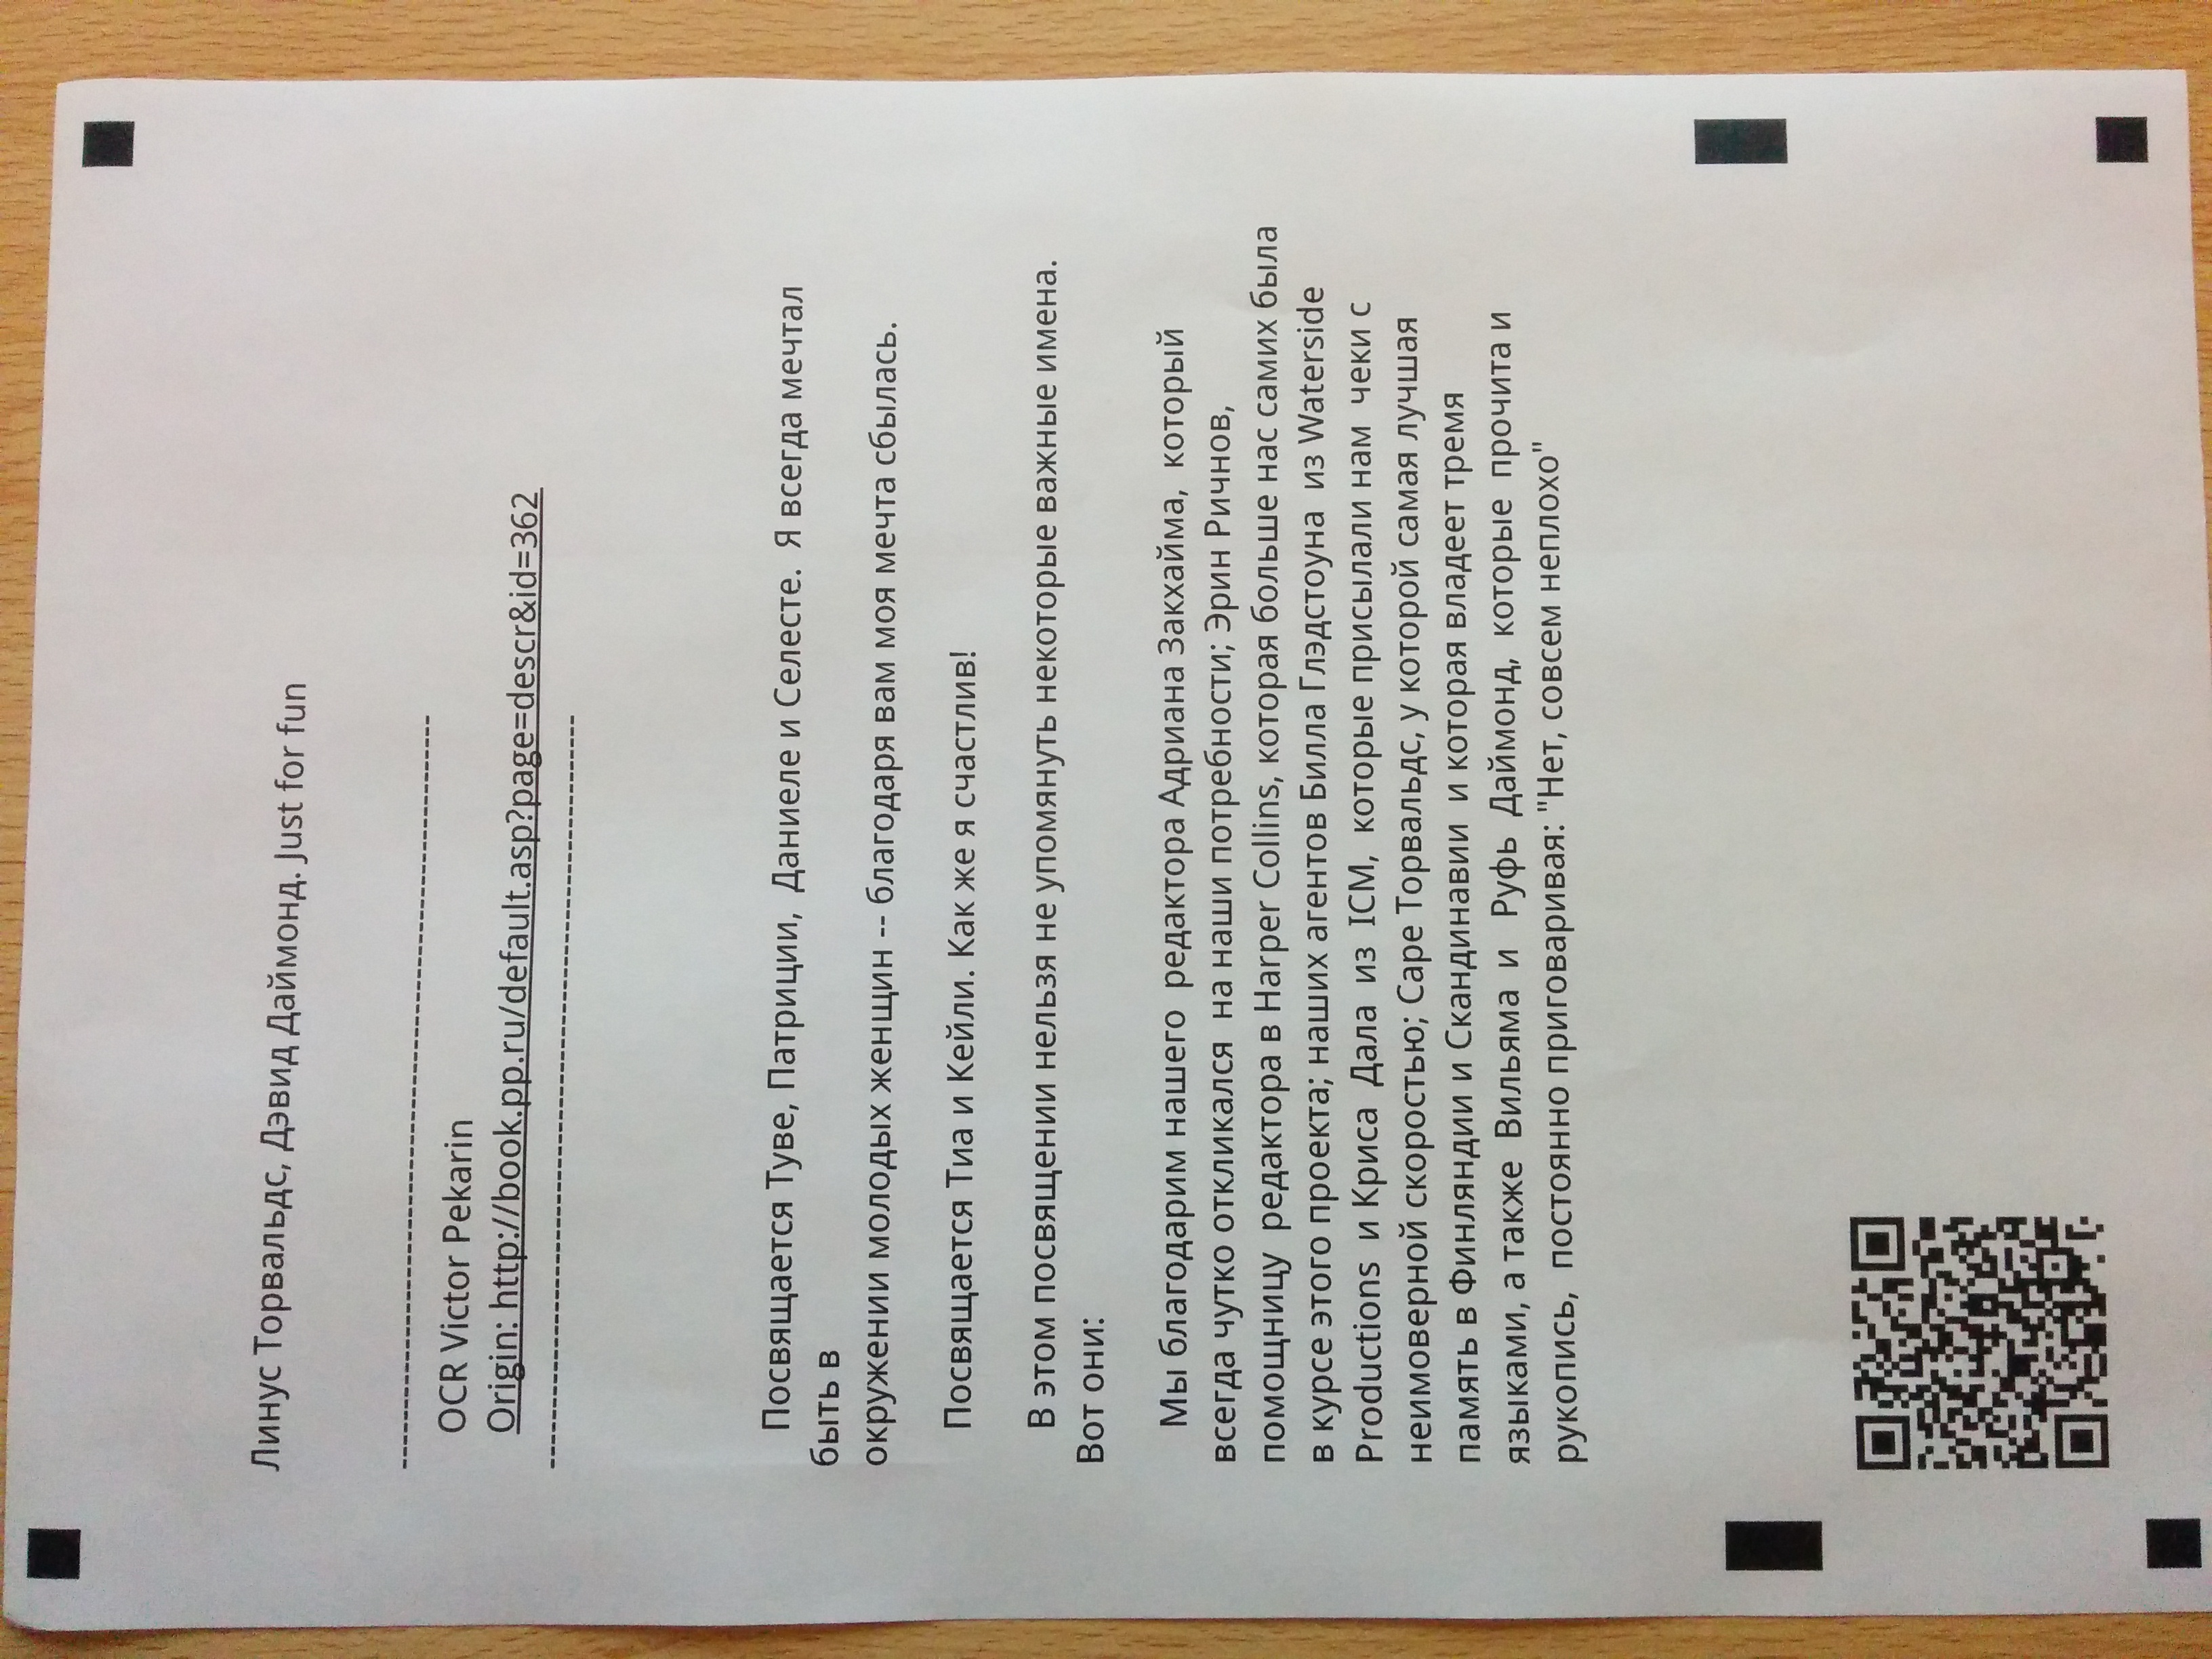 Линус Торвальдс, Дэвид Даймонд. Just for fun
---------------------------------------------------------------
OCR Victor Pekarin
Origin: http://book.pp.ru/default.asp?page=descr&id=362
---------------------------------------------------------------
Посвящается Туве, Патриции, Даниеле и Селесте. Я всегда мечтал
быть в
окружении молодых женщин -- благодаря вам моя мечта сбылась.
Посвящается Тиа и Кейли. Как же я счастлив!
В этом посвящении нельзя не упомянуть некоторые важные имена.
Вот они:
Мы благодарим нашего редактора Адриана Закхайма, который
всегда чутко откликался на наши потребности; Эрин Ричнов,
помощницу редактора в Harper Collins, которая больше нас самих была
в курсе этого проекта; наших агентов Билла Глэдстоуна из Waterside
Productions и Криса Дала из ICM, которые присылали нам чеки с
неимоверной скоростью; Саре Торвальдс, у которой самая лучшая
память в Финляндии и Скандинавии и которая владеет тремя
языками, а также Вильяма и Руфь Даймонд, которые прочита и
рукопись, постоянно приговаривая: "Нет, совсем неплохо"